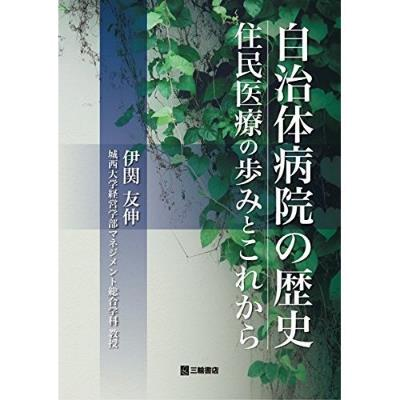 自治体病院の歴史
住民医療の歩みとこれから
伊関 友伸
城西大学経営学部マネジメント総合学科 教授
三輪書店